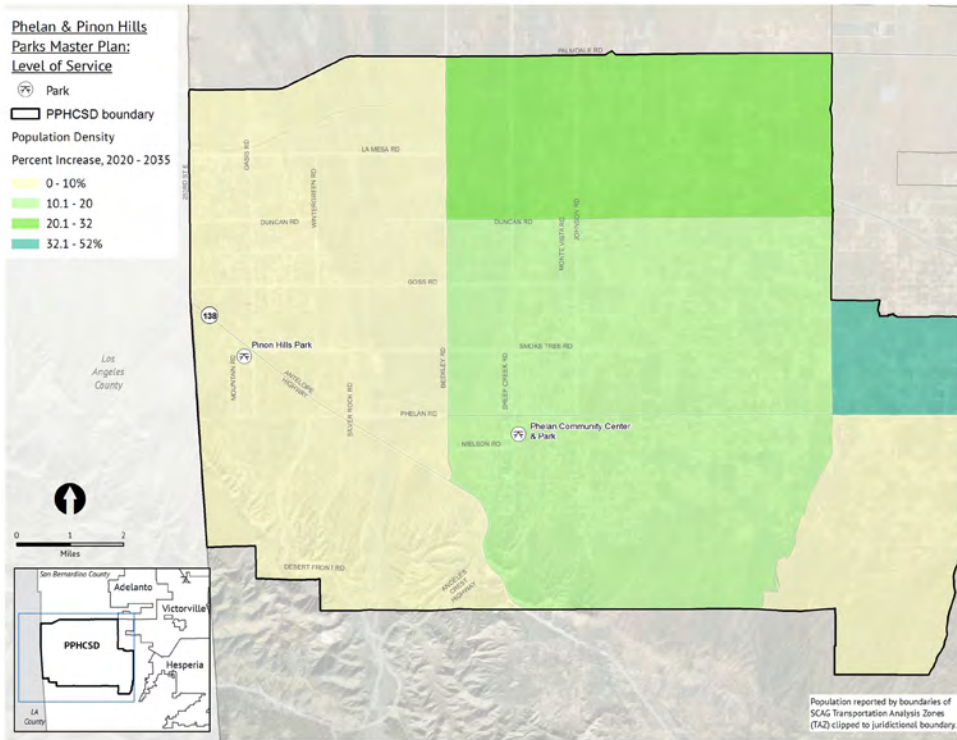 Phelan & Pinon Hills
Parks Master Plan:
Level of Service
Park
PPHCSD boundary
Population Density
Percent Increase, 2020 - 2035
0 - 10%
10.1 - 20
20.1 - 32
32.1 - 52%
PALMDALE RD
263RD ST E
OASIS RD
LA MESA RD
WINTERGREEN RD
DUNCAN RD
DUNCAN RD
MONTE VISTA RD
JOHNSON RD
GOSS RD
138
Pinon Hills Park
Los
Angeles
County
MOUNTAIN RD
ANTELOPE
HIGHWAY
SILVER ROCK RD
BEEKLEY RD
SMOKE TREE RD
SHEEP CREEK RD
PHELAN RD
Phelan Community Center
& Park
NIELSON RD
0 1 2
Miles
DESERT FRONT RD
ANGELES
CREST
HIGHWAY
San Bernardino County
Adelanto
Victorville
PPHCSD
Hesperia
LA
County
Population reported by boundaries of
SCAG Transportation Analysis Zones
(TAZ) clipped to juridictional boundary.